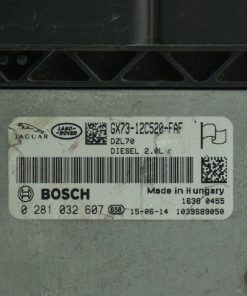 JAGUAR
LAND-ROVER
GX73-12C520-FAF
DZL70
DIESEL 2.0L
BOSCH
Made in Hungary
1638 0455
0 281 032 607
15-06-14 1039S89050